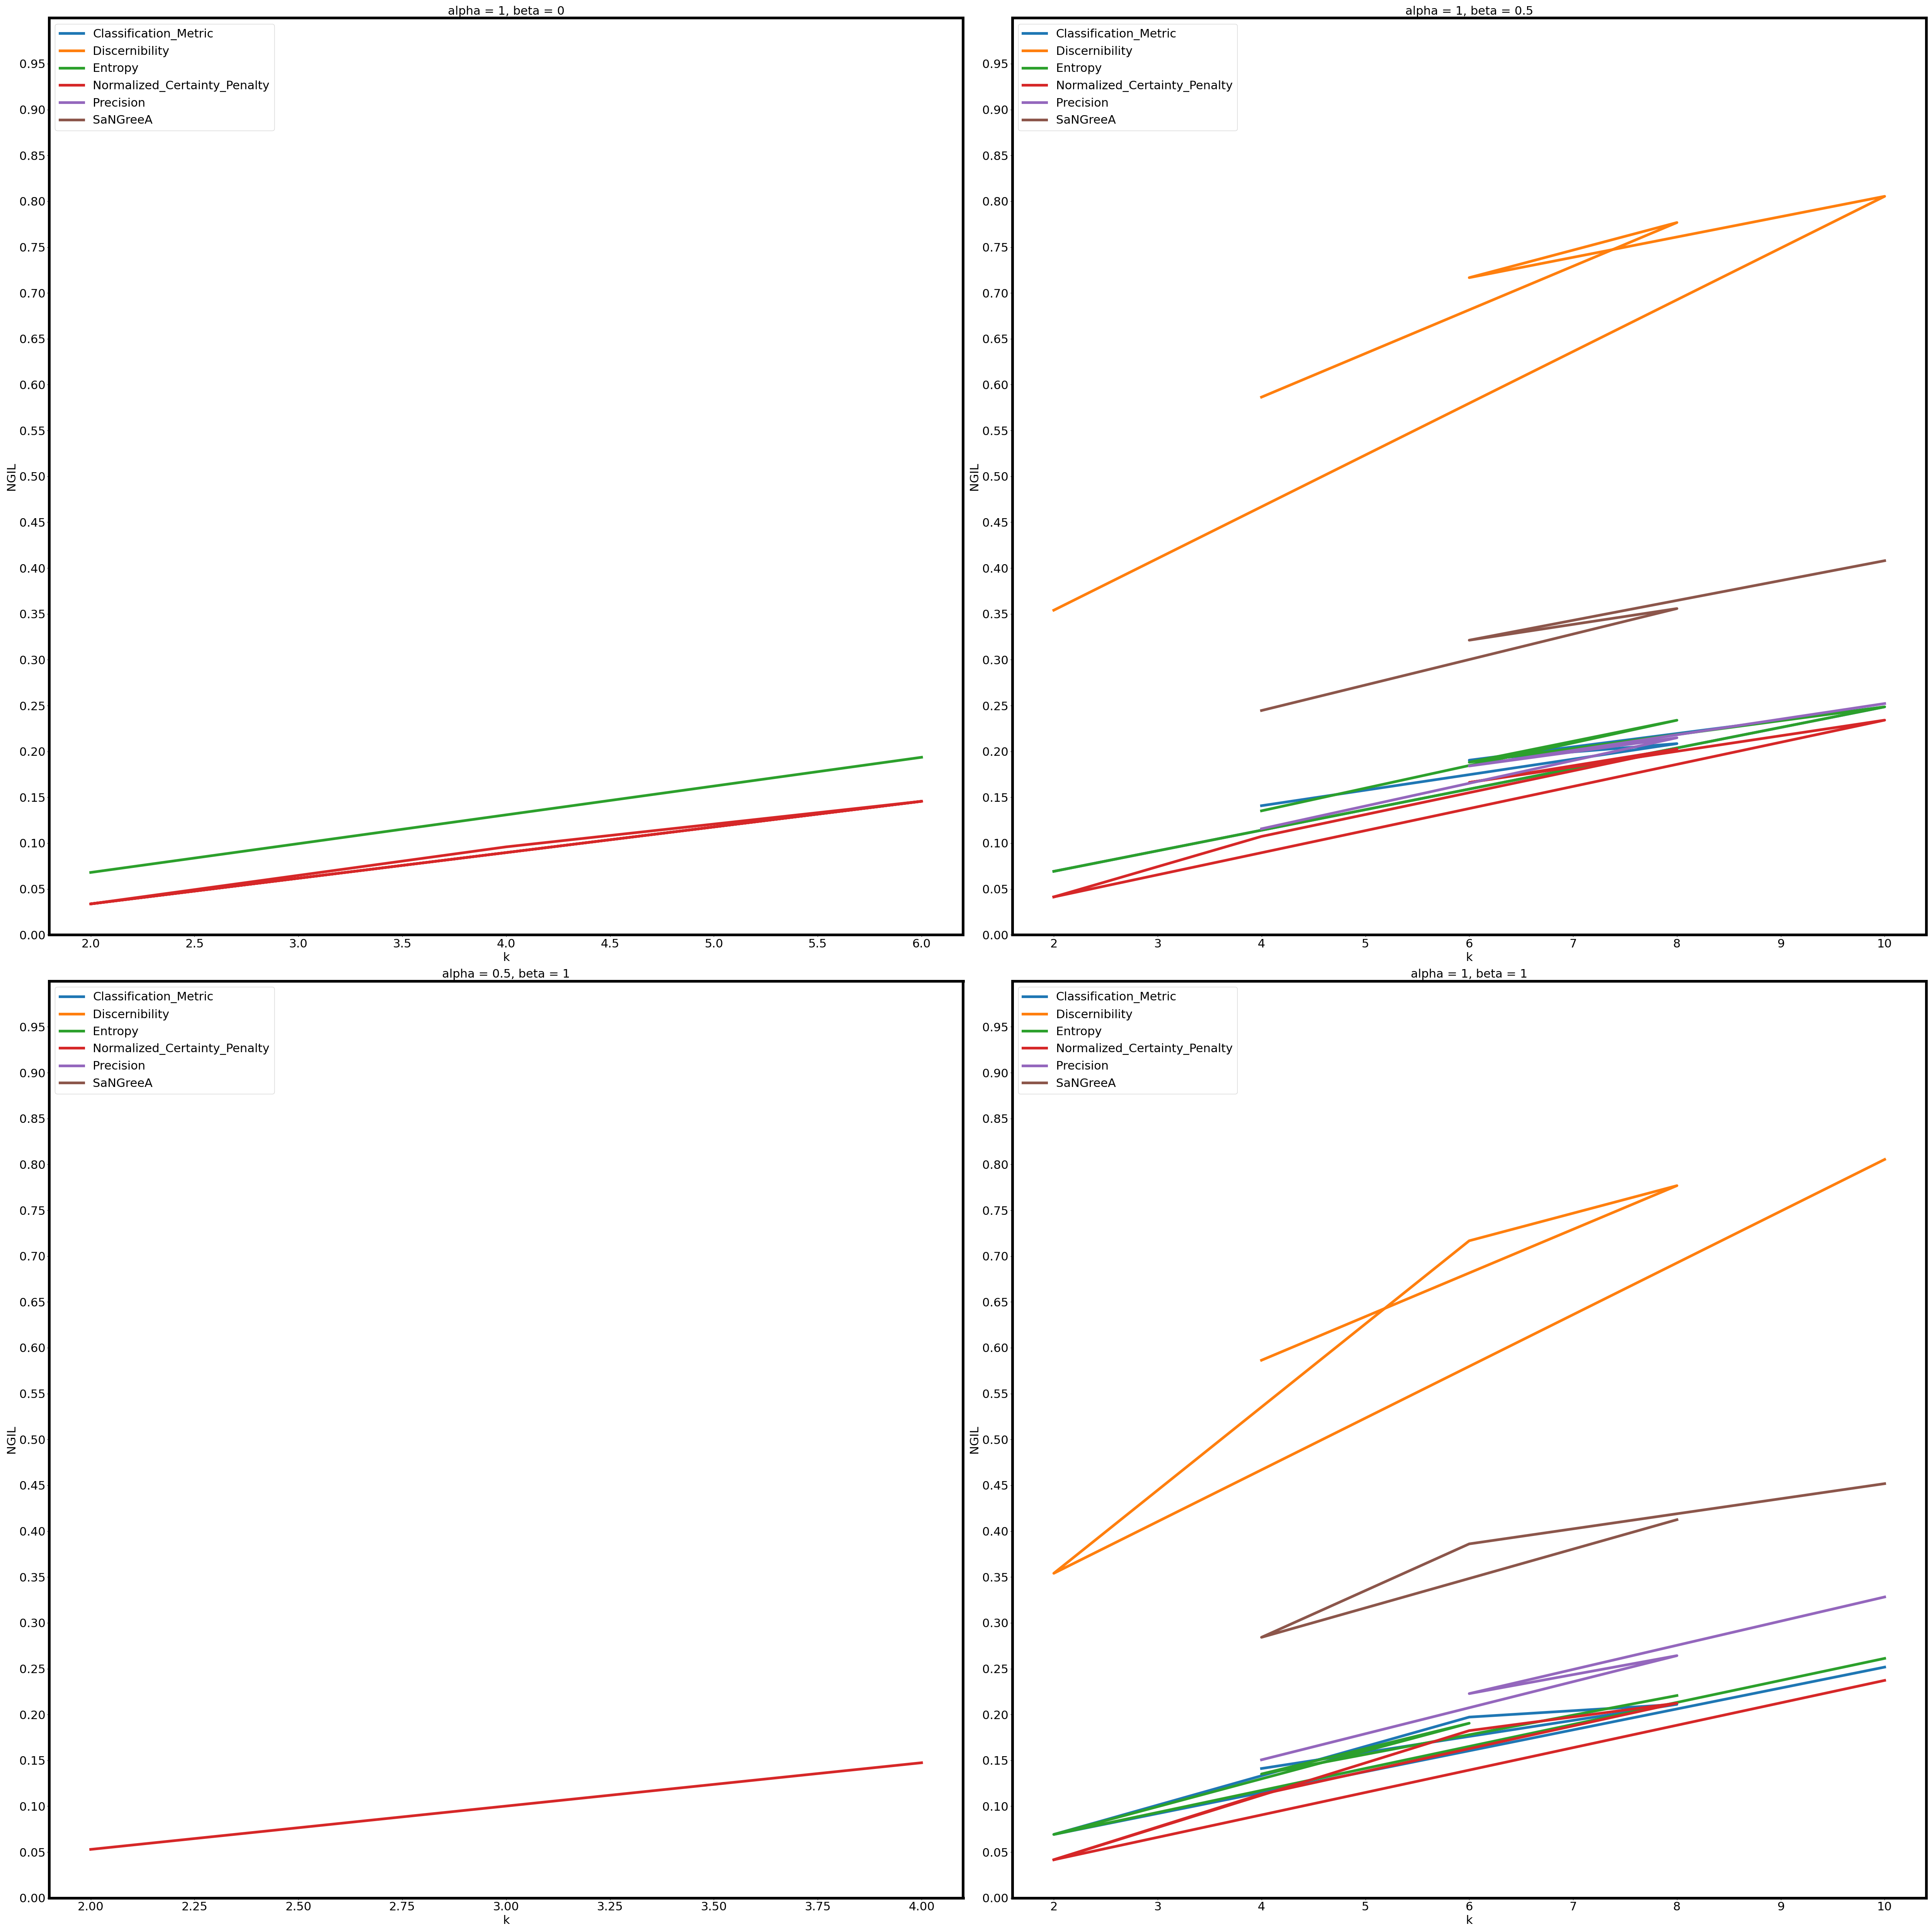 alpha = 1, beta = 0
Classification_Metric
Discernibility
Entropy
Normalized_Certainty_Penalty
Precision
SaNGreeA
0.95
0.90
0.85
0.80
0.75
0.70
0.65
0.60
0.55
0.50
0.45
0.40
0.35
0.30
0.25
0.20
0.15
0.10
0.05
0.00
NGIL
2.0 2.5 3.0 3.5 4.0 4.5 5.0 5.5 6.0
k
alpha = 1, beta = 0.5
Classification_Metric
Discernibility
Entropy
Normalized_Certainty_Penalty
Precision
SaNGreeA
0.95
0.90
0.85
0.80
0.75
0.70
0.65
0.60
0.55
0.50
0.45
0.40
0.35
0.30
0.25
0.20
0.15
0.10
0.05
0.00
NGIL
2 3 4 5 6 7 8 9 10
k
alpha = 0.5, beta = 1
Classification_Metric
Discernibility
Entropy
Normalized_Certainty_Penalty
Precision
SaNGreeA
0.95
0.90
0.85
0.80
0.75
0.70
0.65
0.60
0.55
0.50
0.45
0.40
0.35
0.30
0.25
0.20
0.15
0.10
0.05
0.00
NGIL
2.00 2.25 2.50 2.75 3.00 3.25 3.50 3.75 4.00
k
alpha = 1, beta = 1
Classification_Metric
Discernibility
Entropy
Normalized_Certainty_Penalty
Precision
SaNGreeA
0.95
0.90
0.85
0.80
0.75
0.70
0.65
0.60
0.55
0.50
0.45
0.40
0.35
0.30
0.25
0.20
0.15
0.10
0.05
0.00
NGIL
2 3 4 5 6 7 8 9 10
k